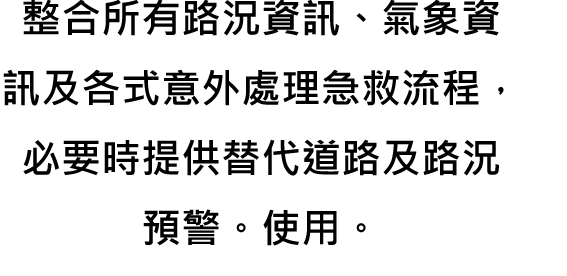 整合所有路況資訊、氣象資
訊及各式意外處理急救流程，
必要時提供替代道路及路況
預警。使用。